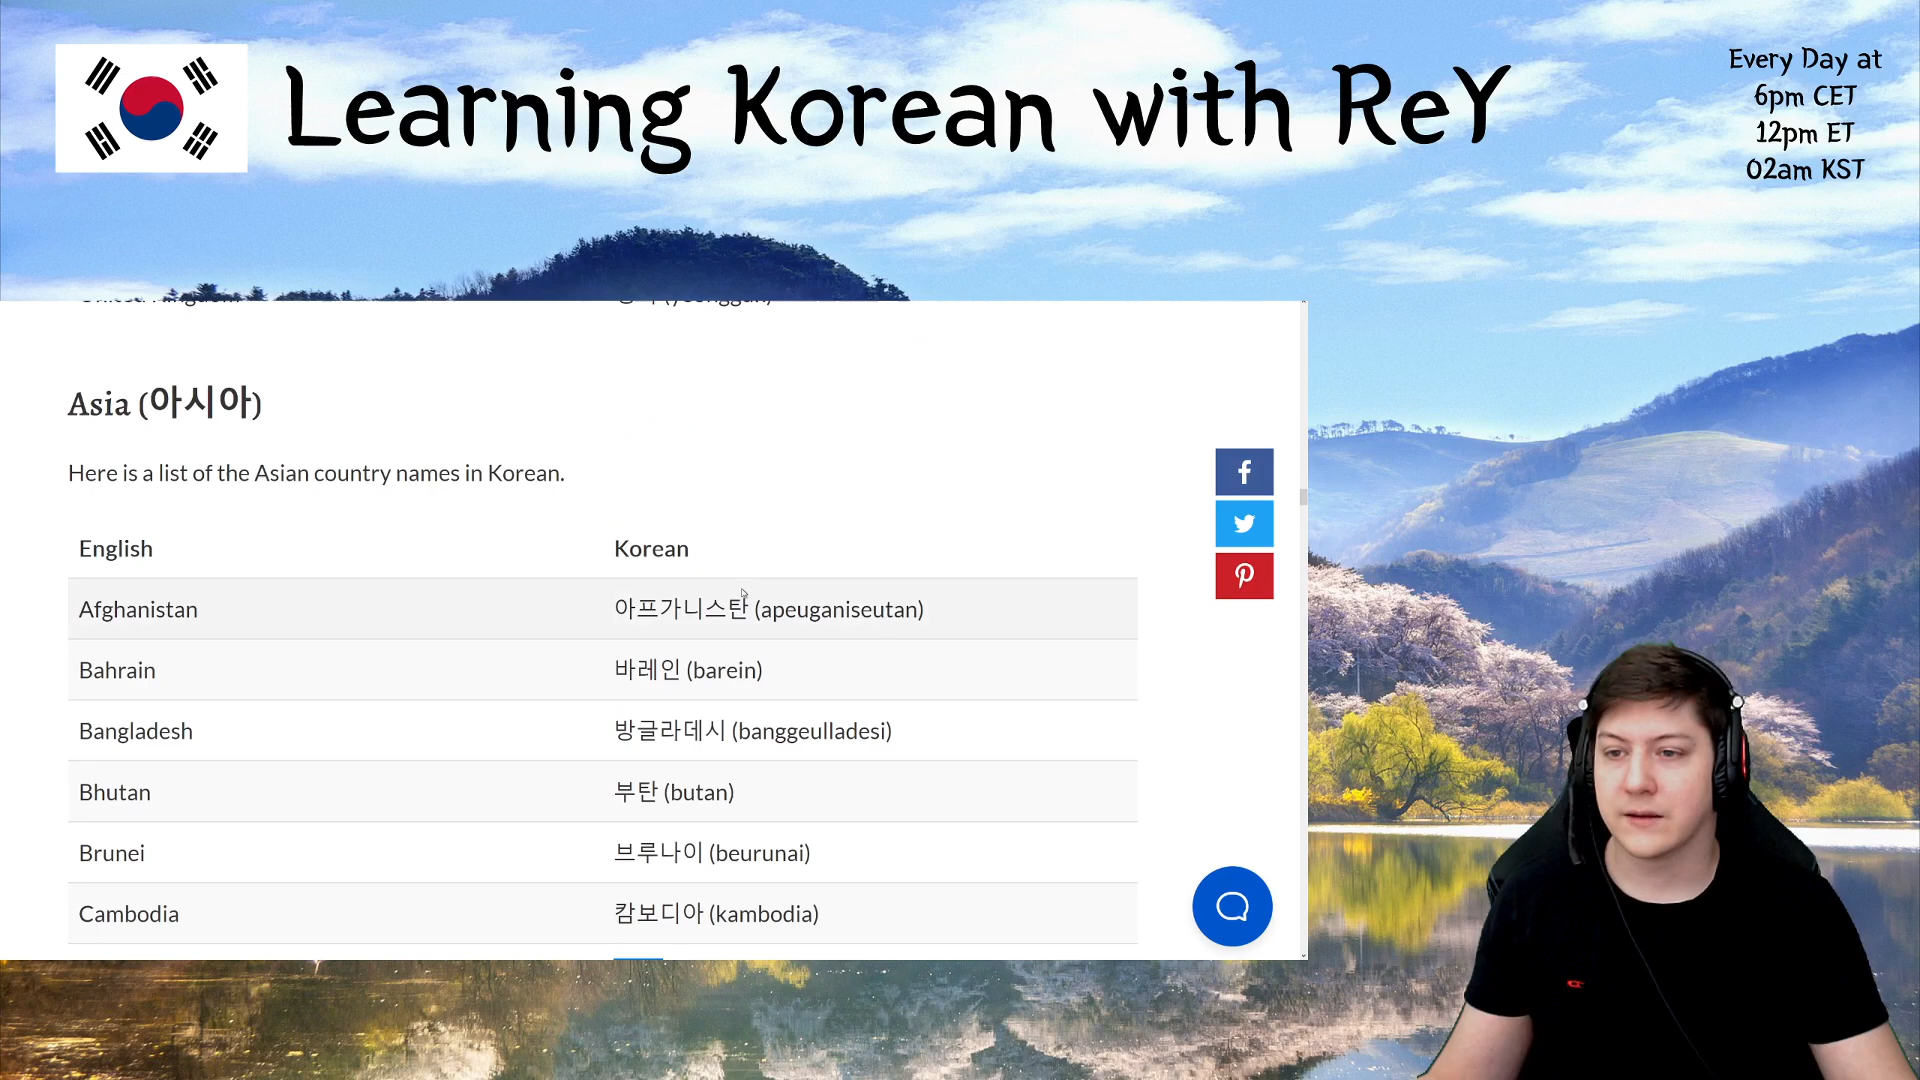 Learning Korean with ReY
Every Day at
6pm CET
12pm ET
02am KST
Asia (아시아)
Here is a list of the Asian country names in Korean.
English Korean
Afghanistan 아프가니스탄 (apeuganiseutan)
Bahrain 바레인 (barein)
Bangladesh 방글라데시 (banggeulladesi)
Bhutan 부탄 (butan)
Brunei 브루나이 (beurunai)
Cambodia 캄보디아 (kambodia)